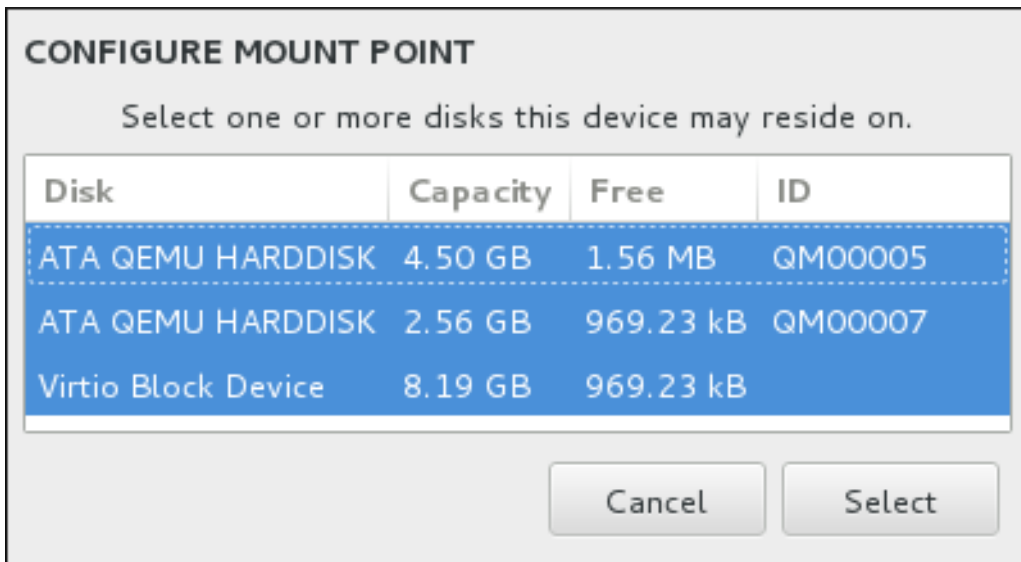 CONFIGURE MOUNT POINT
Select one or more disks this device may reside on.
Disk Capacity Free ID
ATA QEMU HARDDISK 4.50 GB 1.56 MB QM00005
ATA QEMU HARDDISK 2.56 GB 969.23 kB QM00007
Virtio Block Device 8.19 GB 969.23 kB
Cancel Select